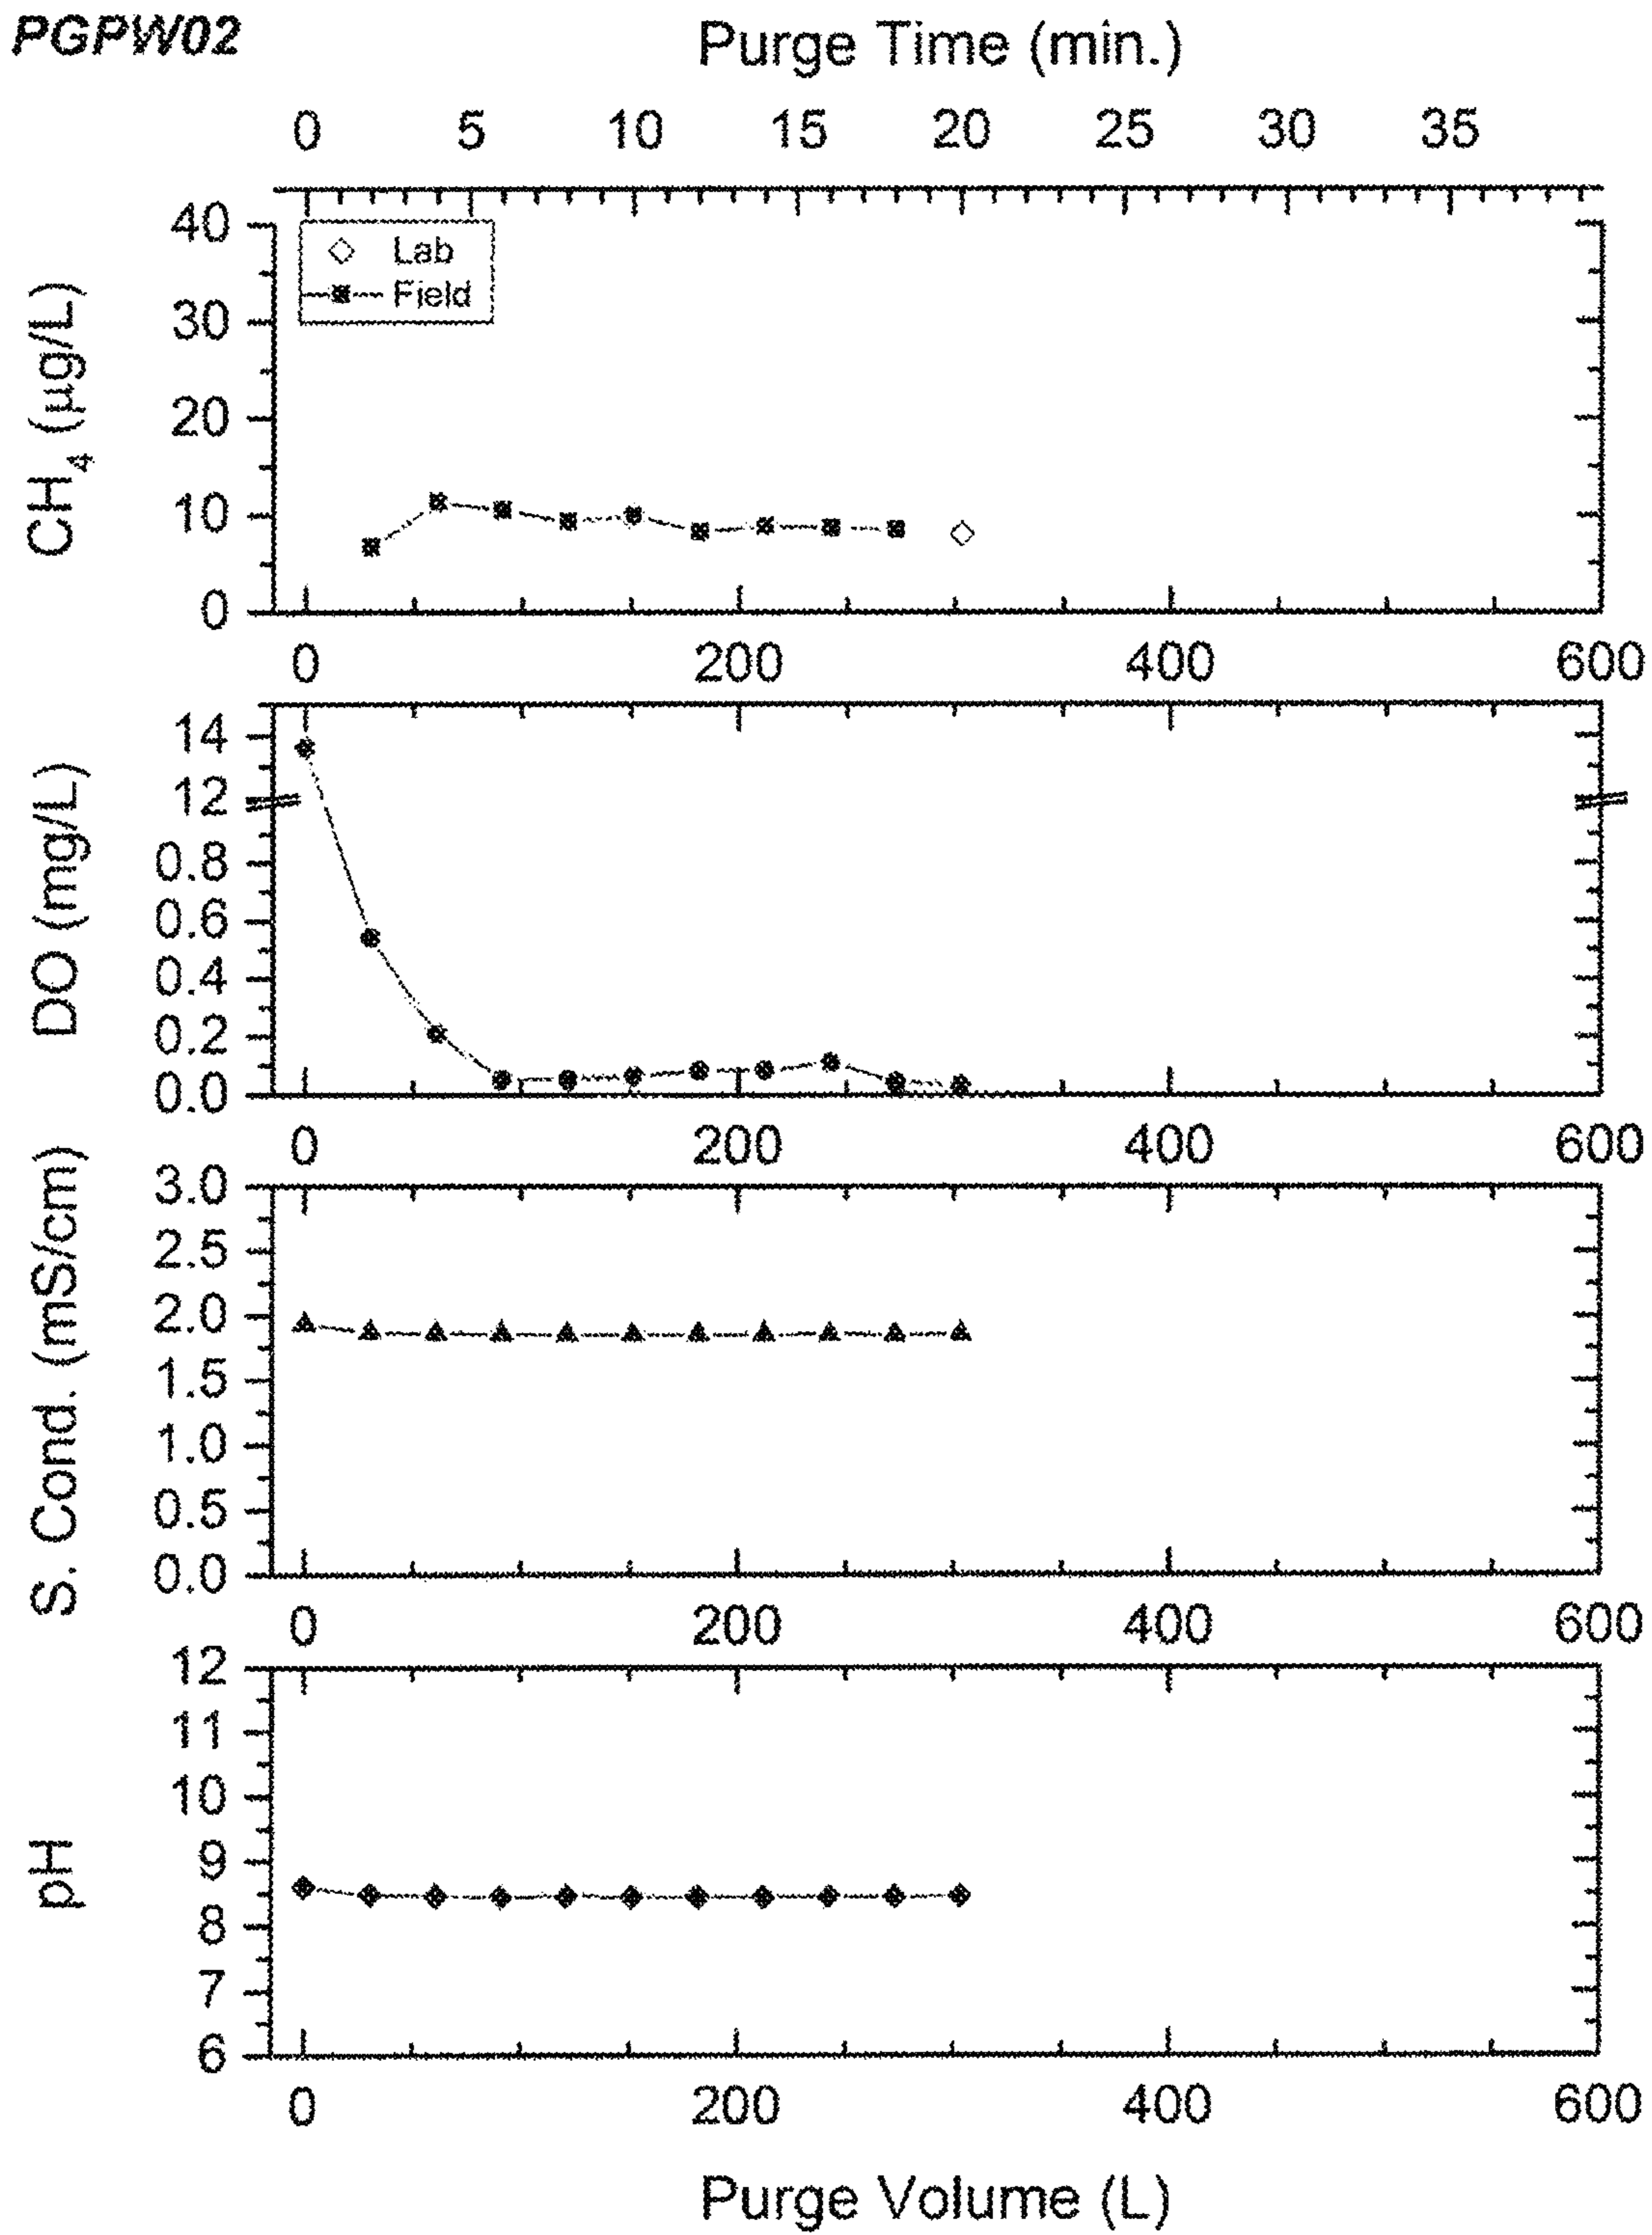 PGPW02
Purge Time (min.)
0 5 10 15 20 25 30 35
CH4 (µg/L)
40
30
20
10
0
Lab
Field
0 200 400 600
DO (mg/L)
14
12
0.8
0.6
0.4
0.2
0.0
0 200 400 600
S. Cond. (mS/cm)
3.0
2.5
2.0
1.5
1.0
0.5
0.0
0 200 400 600
pH
12
11
10
9
8
7
6
0 200 400 600
Purge Volume (L)